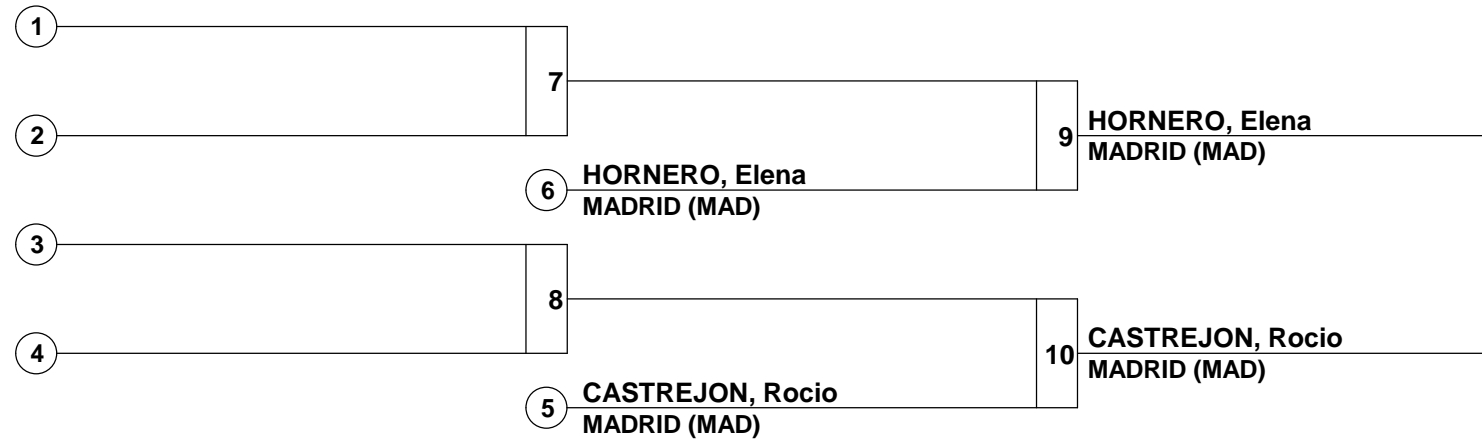 1
7
2
9
HORNERO, Elena
MADRID (MAD)
6
HORNERO, Elena
MADRID (MAD)
3
8
4
10
CASTREJON, Rocio
MADRID (MAD)
5
CASTREJON, Rocio
MADRID (MAD)